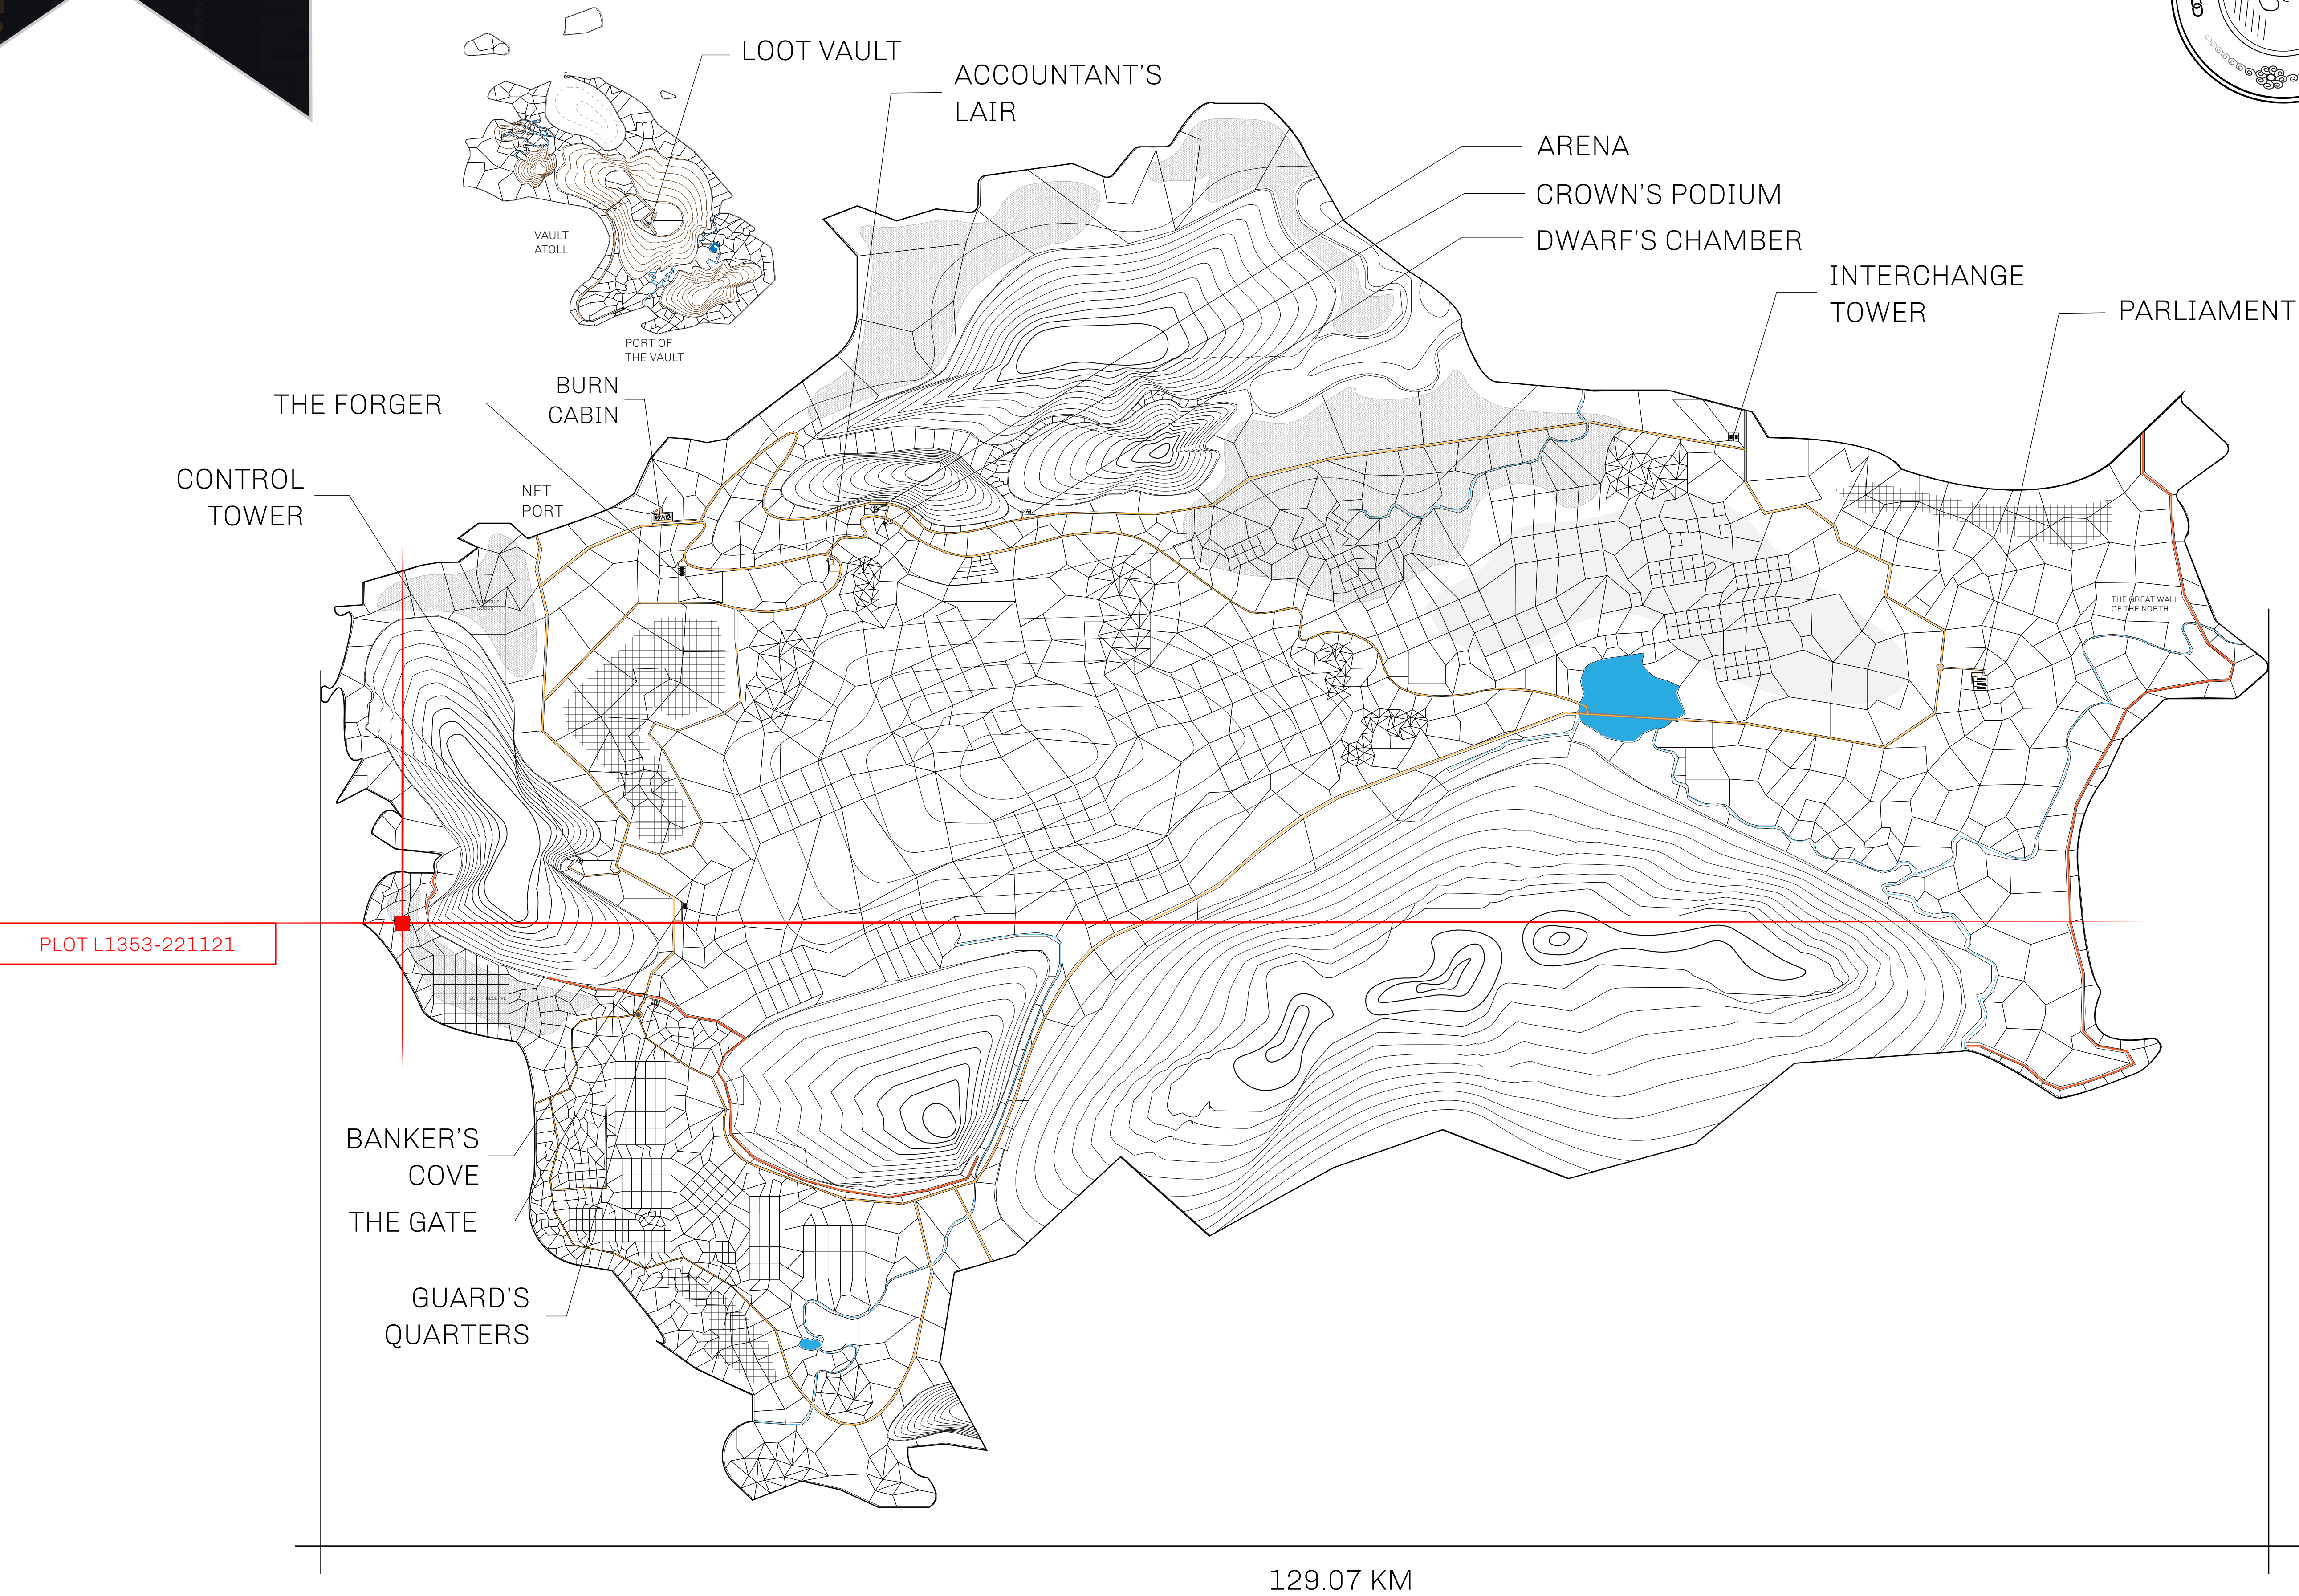 LOOT VAULT
ACCOUNTANT'S
LAIR
ARENA
CROWN'S PODIUM
DWARF'S CHAMBER
INTERCHANGE
TOWER
PARLIAMENT
VAULT
ATOLL
PORT OF
THE VAULT
BURN
CABIN
THE FORGER
CONTROL
TOWER
NFT
PORT
THE GREAT WALL
OF THE NORTH
PLOT L1353-221121
SOUTH RESERVE
BANKER'S
COVE
THE GATE
GUARD'S
QUARTERS
129.07 KM